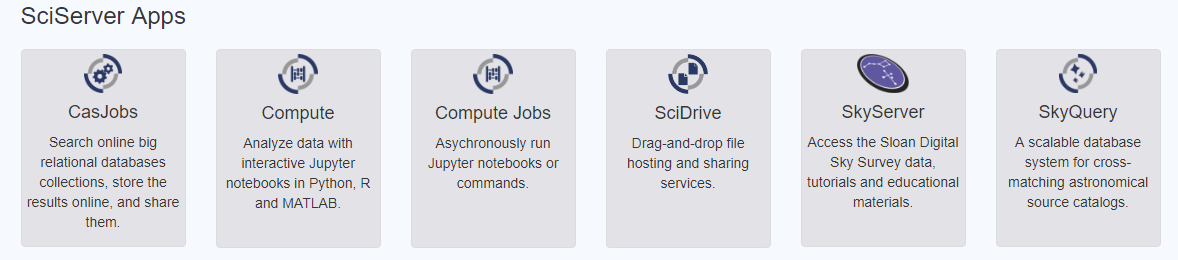 SciServer Apps
CasJobs
Search online big
relational databases
collections, store the
results online, and share
them.
Compute
Analyze data with
interactive Jupyter
notebooks in Python, R
and MATLAB.
Compute Jobs
Asychronously run
Jupyter notebooks or
commands.
SciDrive
Drag-and-drop file
hosting and sharing
services.
SkyServer
Access the Sloan Digital
Sky Survey data,
tutorials and educational
materials.
SkyQuery
A scalable database
system for cross-
matching astronomical
source catalogs.